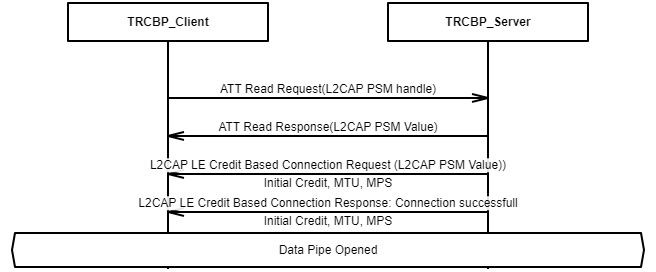 TRCBP_Client
TRCBP_Server
ATT Read Request(L2CAP PSM handle)
ATT Read Response(L2CAP PSM Value)
L2CAP LE Credit Based Connection Request (L2CAP PSM Value))
Initial Credit, MTU, MPS
L2CAP LE Credit Based Connection Response: Connection successfull
Initial Credit, MTU, MPS
Data Pipe Opened